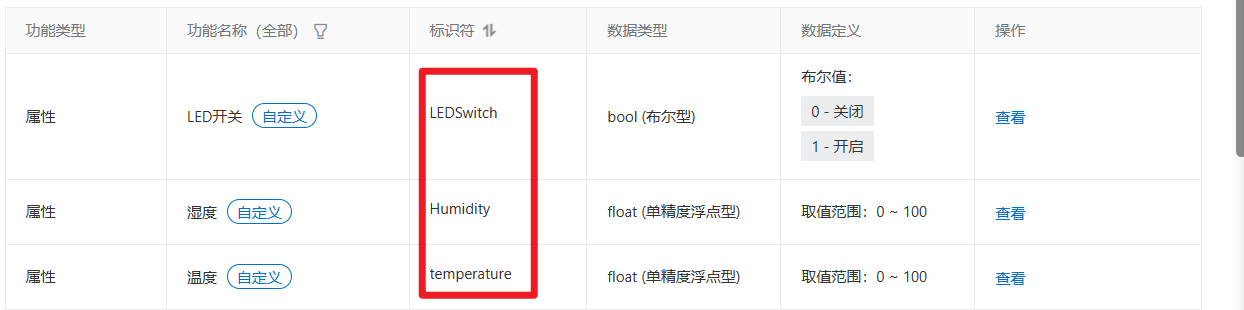 功能类型 功能名称（全部） 标识符 数据类型 数据定义 操作
属性 LED开关 自定义 LEDSwitch bool (布尔型) 布尔值：
0 - 关闭
1 - 开启 查看
属性 湿度 自定义 Humidity float (单精度浮点型) 取值范围：0 ~ 100 查看
属性 温度 自定义 temperature float (单精度浮点型) 取值范围：0 ~ 100 查看